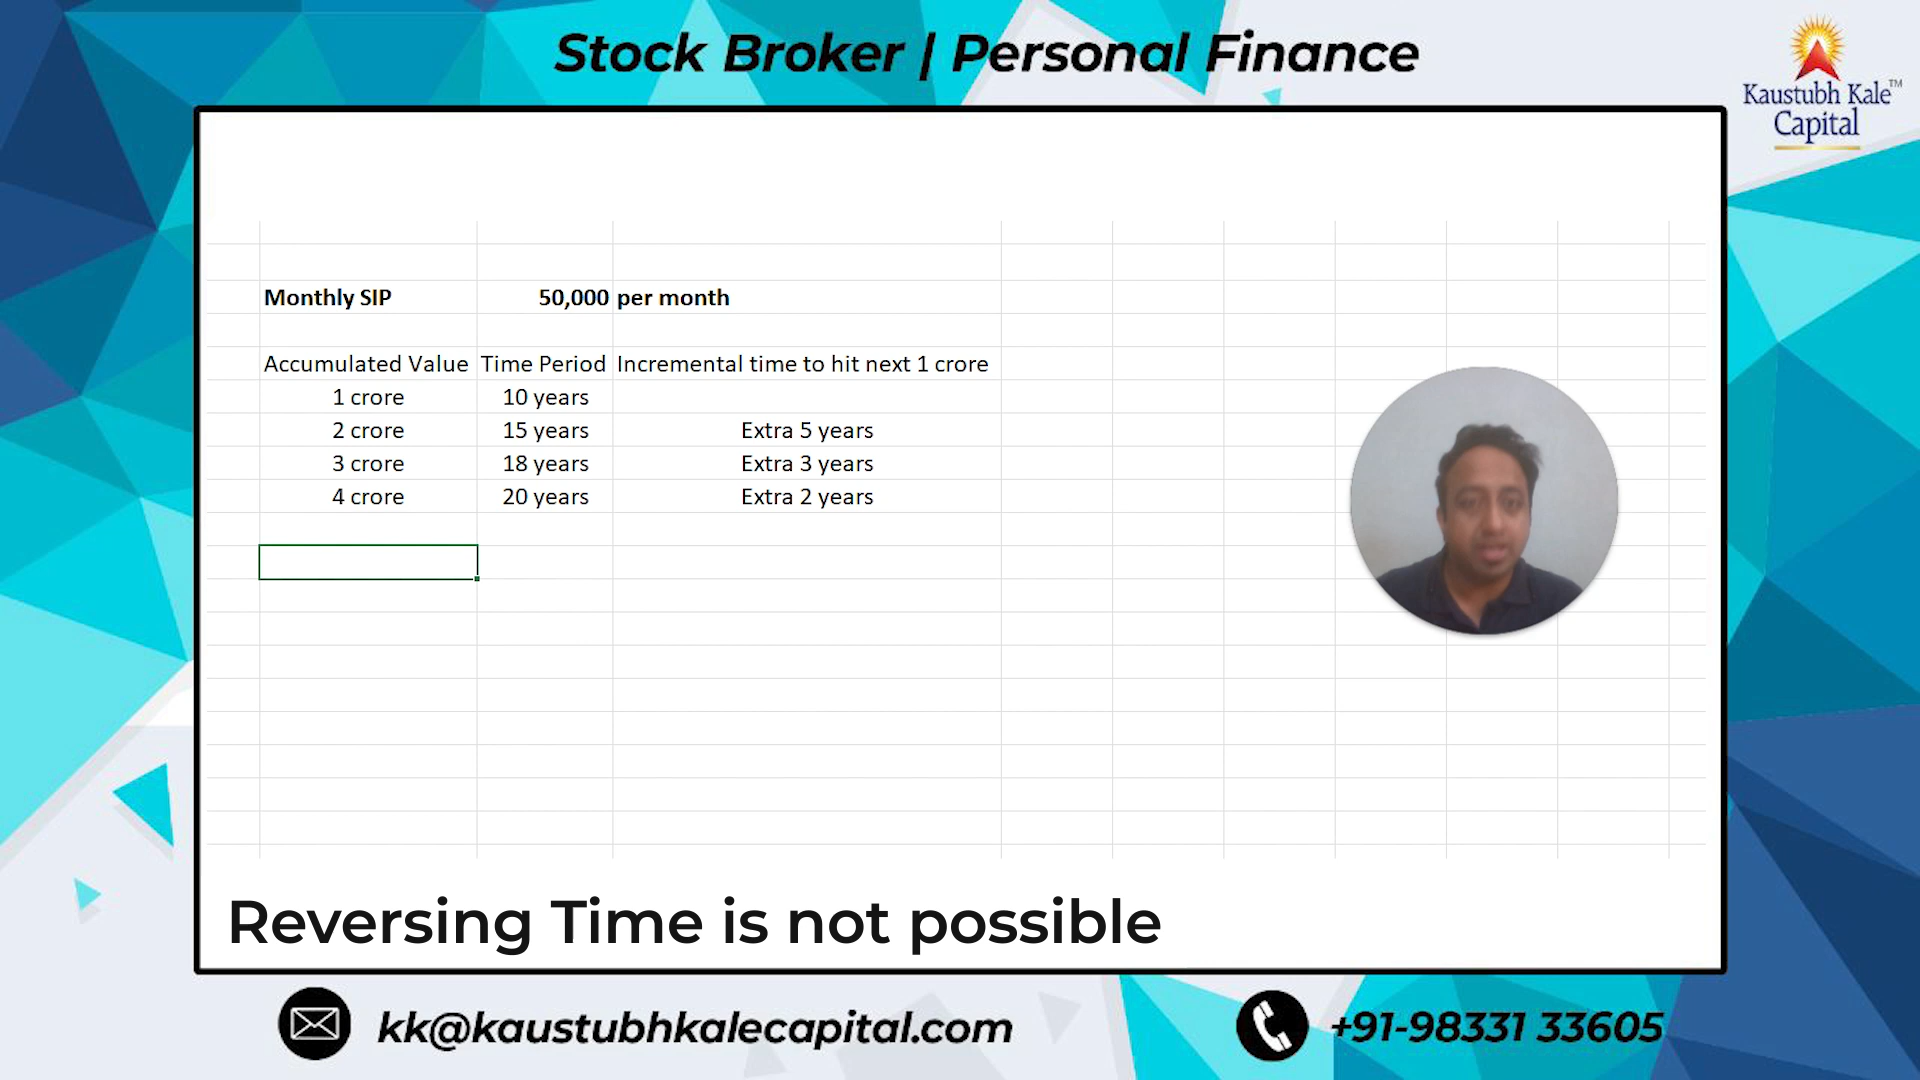 Stock Broker | Personal Finance
Kaustubh Kale™
Capital
Monthly SIP 50,000 per month
Accumulated Value Time Period Incremental time to hit next 1 crore
1 crore 10 years
2 crore 15 years Extra 5 years
3 crore 18 years Extra 3 years
4 crore 20 years Extra 2 years
Reversing Time is not possible
kk@kaustubhkalecapital.com +91-98331 33605